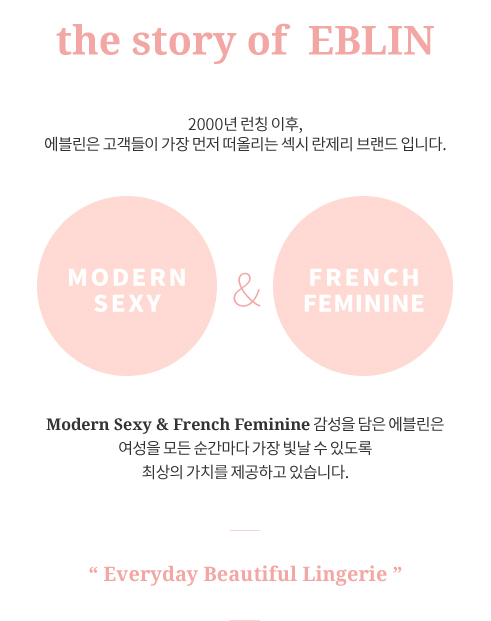 the story of EBLIN
2000년 런칭 이후,
에블린은 고객들이 가장 먼저 떠올리는 섹시 란제리 브랜드 입니다.
MODERN
SEXY
&
FRENCH
FEMININE
Modern Sexy & French Feminine 감성을 담은 에블린은
여성을 모든 순간마다 가장 빛날 수 있도록
최상의 가치를 제공하고 있습니다.
“ Everyday Beautiful Lingerie ”